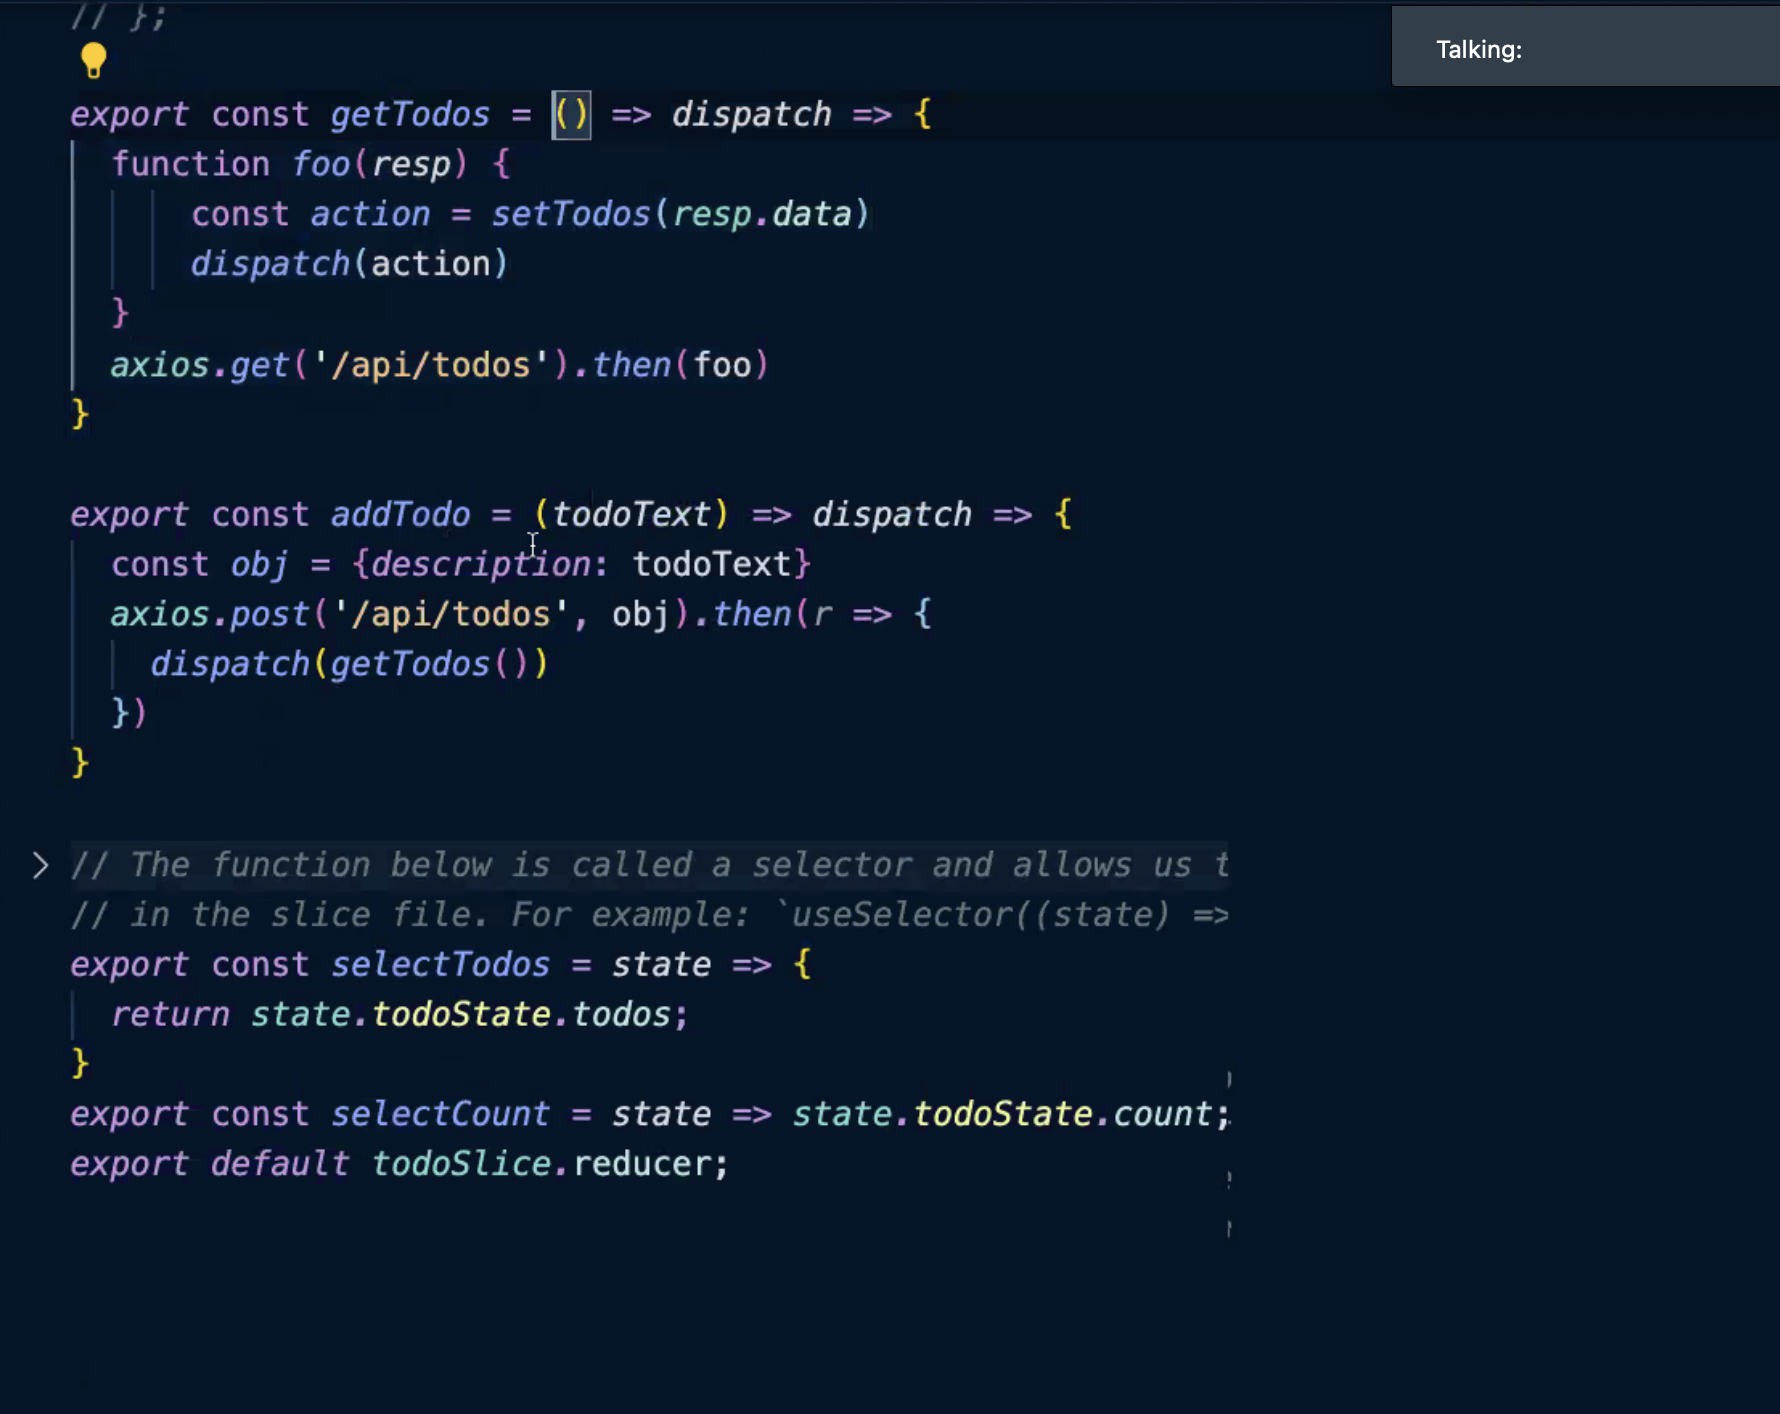 // };
Talking:
export const getTodos = () => dispatch => {
function foo(resp) {
const action = setTodos(resp.data)
dispatch(action)
}
axios.get('/api/todos').then(foo)
}
export const addTodo = (todoText) => dispatch => {
const obj = {description: todoText}
axios.post('/api/todos', obj).then(r => {
dispatch(getTodos())
})
}
// The function below is called a selector and allows us t
// in the slice file. For example: `useSelector((state) =>
export const selectTodos = state => {
return state.todoState.todos;
}
export const selectCount = state => state.todoState.count;
export default todoSlice.reducer;